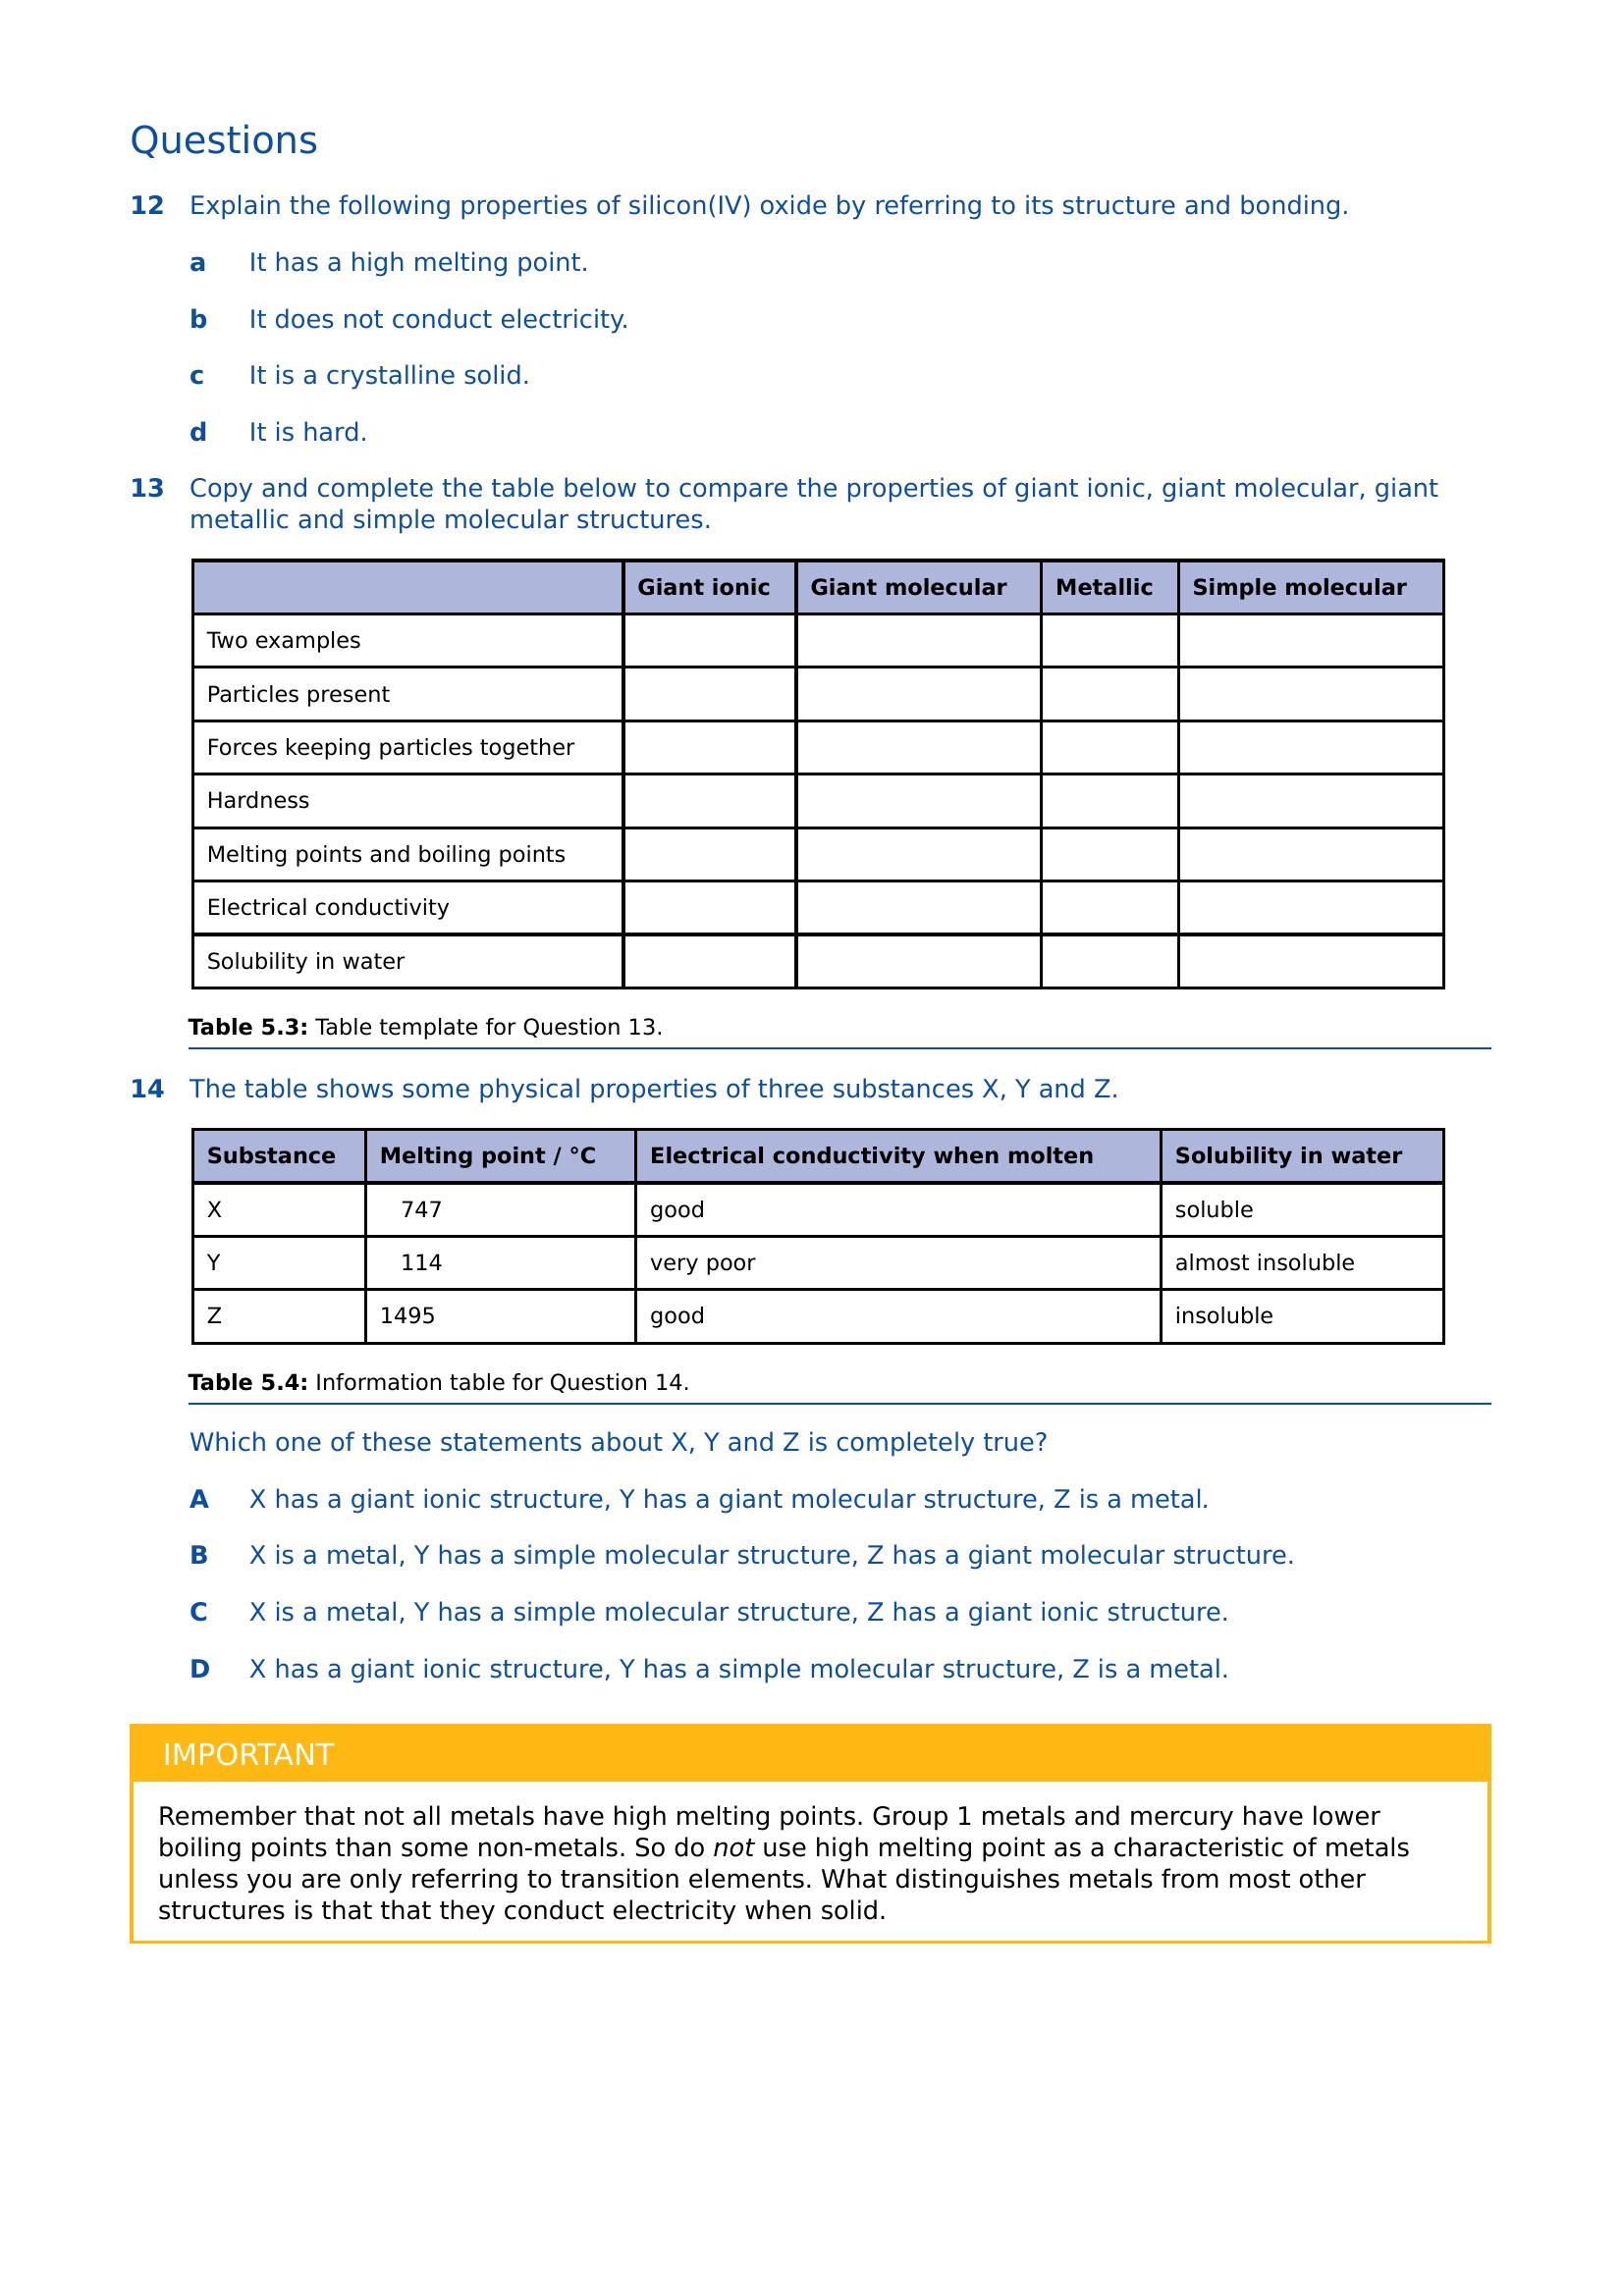 Questions
12 Explain the following properties of silicon(IV) oxide by referring to its structure and bonding.
a It has a high melting point.
b It does not conduct electricity.
c It is a crystalline solid.
d It is hard.
13 Copy and complete the table below to compare the properties of giant ionic, giant molecular, giant
metallic and simple molecular structures.
Giant ionic Giant molecular Metallic Simple molecular
Two examples
Particles present
Forces keeping particles together
Hardness
Melting points and boiling points
Electrical conductivity
Solubility in water
Table 5.3: Table template for Question 13.
14 The table shows some physical properties of three substances X, Y and Z.
Substance Melting point / °C Electrical conductivity when molten Solubility in water
X 747 good soluble
Y 114 very poor almost insoluble
Z 1495 good insoluble
Table 5.4: Information table for Question 14.
Which one of these statements about X, Y and Z is completely true?
A X has a giant ionic structure, Y has a giant molecular structure, Z is a metal.
B X is a metal, Y has a simple molecular structure, Z has a giant molecular structure.
C X is a metal, Y has a simple molecular structure, Z has a giant ionic structure.
D X has a giant ionic structure, Y has a simple molecular structure, Z is a metal.
IMPORTANT
Remember that not all metals have high melting points. Group 1 metals and mercury have lower
boiling points than some non-metals. So do not use high melting point as a characteristic of metals
unless you are only referring to transition elements. What distinguishes metals from most other
structures is that that they conduct electricity when solid.